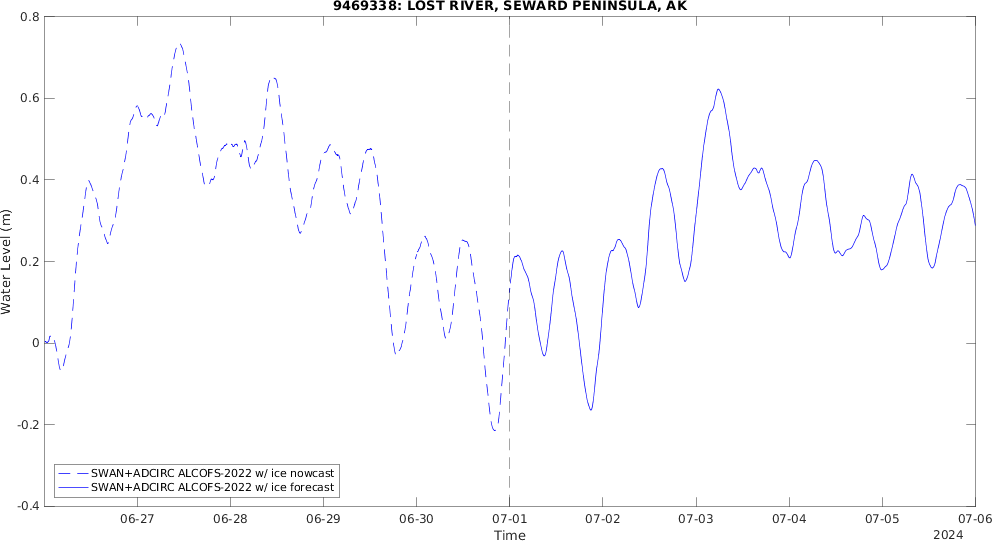 9469338: LOST RIVER, SEWARD PENINSULA, AK
0.8
0.6
0.4
0.2
0
-0.2
-0.4
Water Level (m)
SWAN+ADCIRC ALCOFS-2022 w/ ice nowcast
SWAN+ADCIRC ALCOFS-2022 w/ ice forecast
06-27 06-28 06-29 06-30 07-01 07-02 07-03 07-04 07-05 07-06
Time
2024